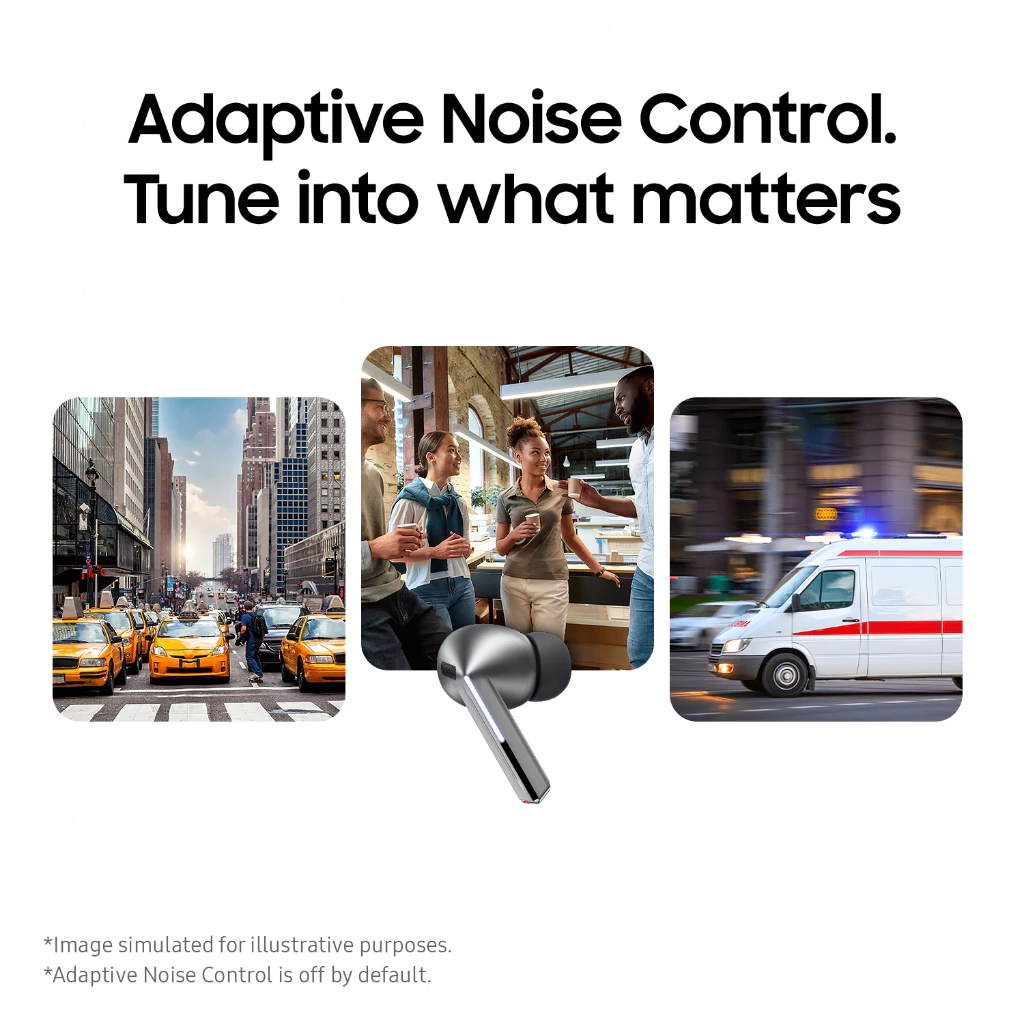 Adaptive Noise Control.
Tune into what matters
*Image simulated for illustrative purposes.
*Adaptive Noise Control is off by default.